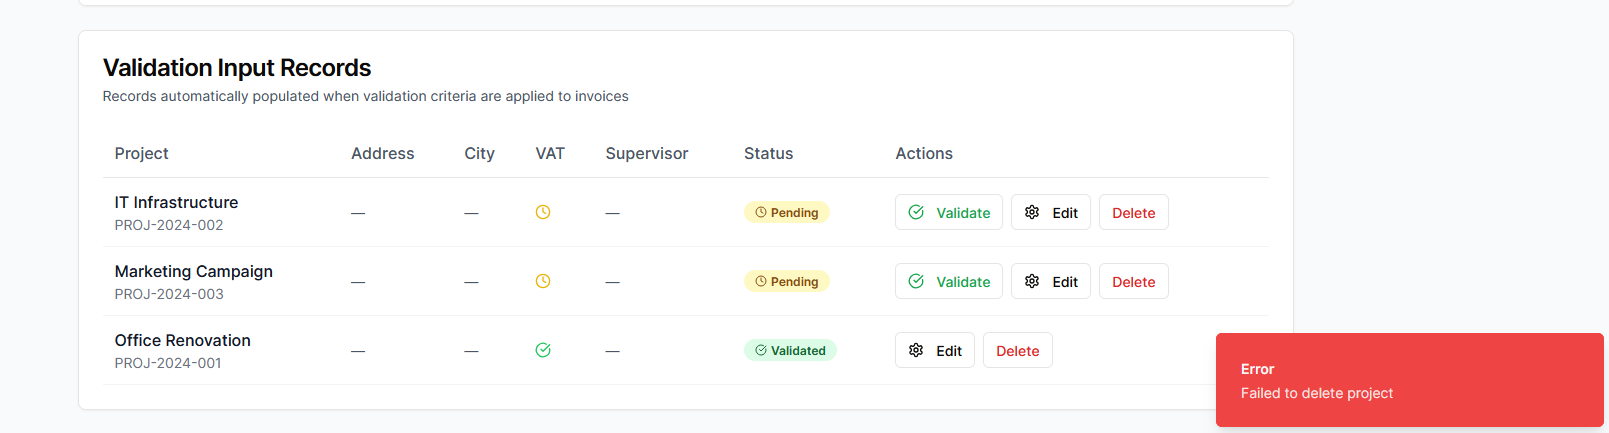 Validation Input Records
Records automatically populated when validation criteria are applied to invoices
Project Address City VAT Supervisor Status Actions
IT Infrastructure
PROJ-2024-002
— — — Pending Validate Edit Delete
Marketing Campaign
PROJ-2024-003
— — — Pending Validate Edit Delete
Office Renovation
PROJ-2024-001
— — — Validated Edit Delete
Error
Failed to delete project